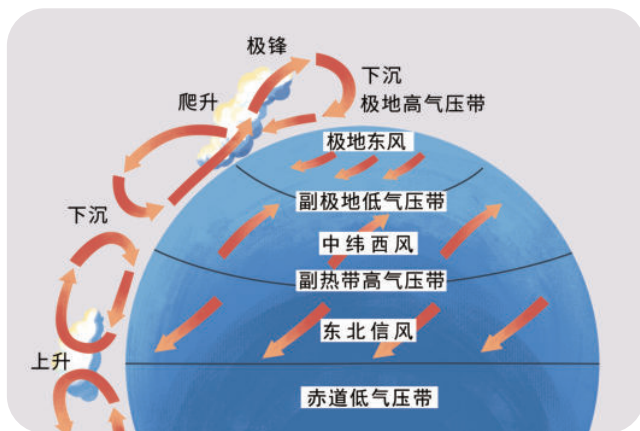 极锋
下沉
极地高气压带
爬升
极地东风
副极地低气压带
下沉
中纬西风
副热带高气压带
东北信风
上升
赤道低气压带